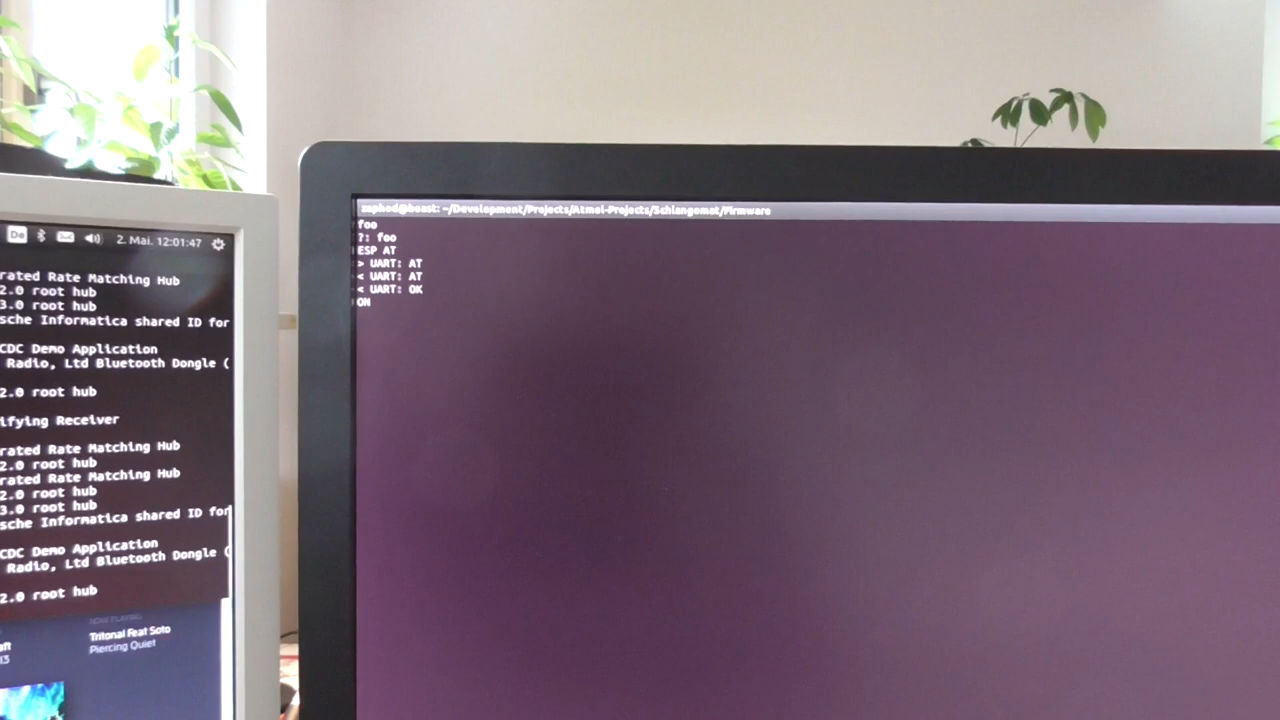 De 2. Mai. 12:01:47
rated Rate Matching Hub
2.0 root hub
3.0 root hub
sche Informatica shared ID for
CDC Demo Application
Radio, Ltd Bluetooth Dongle (
2.0 root hub
ifying Receiver
rated Rate Matching Hub
2.0 root hub
rated Rate Matching Hub
2.0 root hub
3.0 root hub
sche Informatica shared ID for
CDC Demo Application
Radio, Ltd Bluetooth Dongle (
2.0 root hub
NOW PLAYING
Tritonal Feat Soto
Piercing Quiet
aft
13
zaphod@beast: ~/Development/Projects/Atmel-Projects/Schlangomat/Firmware
foo
?: foo
ESP AT
> UART: AT
< UART: AT
< UART: OK
ON